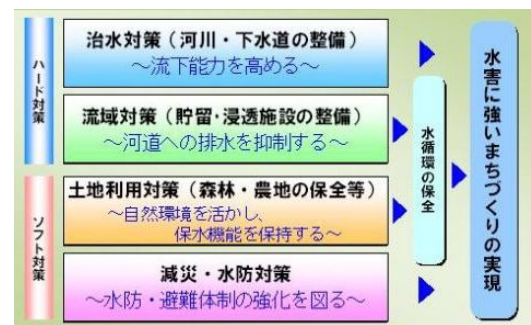 ハード対策
治水対策（河川・下水道の整備）
～流下能力を高める～
流域対策（貯留・浸透施設の整備）
～河道への排水を抑制する～
ソフト対策
土地利用対策（森林・農地の保全等）
～自然環境を活かし、
保水機能を保持する～
減災・水防対策
～水防・避難体制の強化を図る～
水循環の保全
水害に強いまちづくりの実現